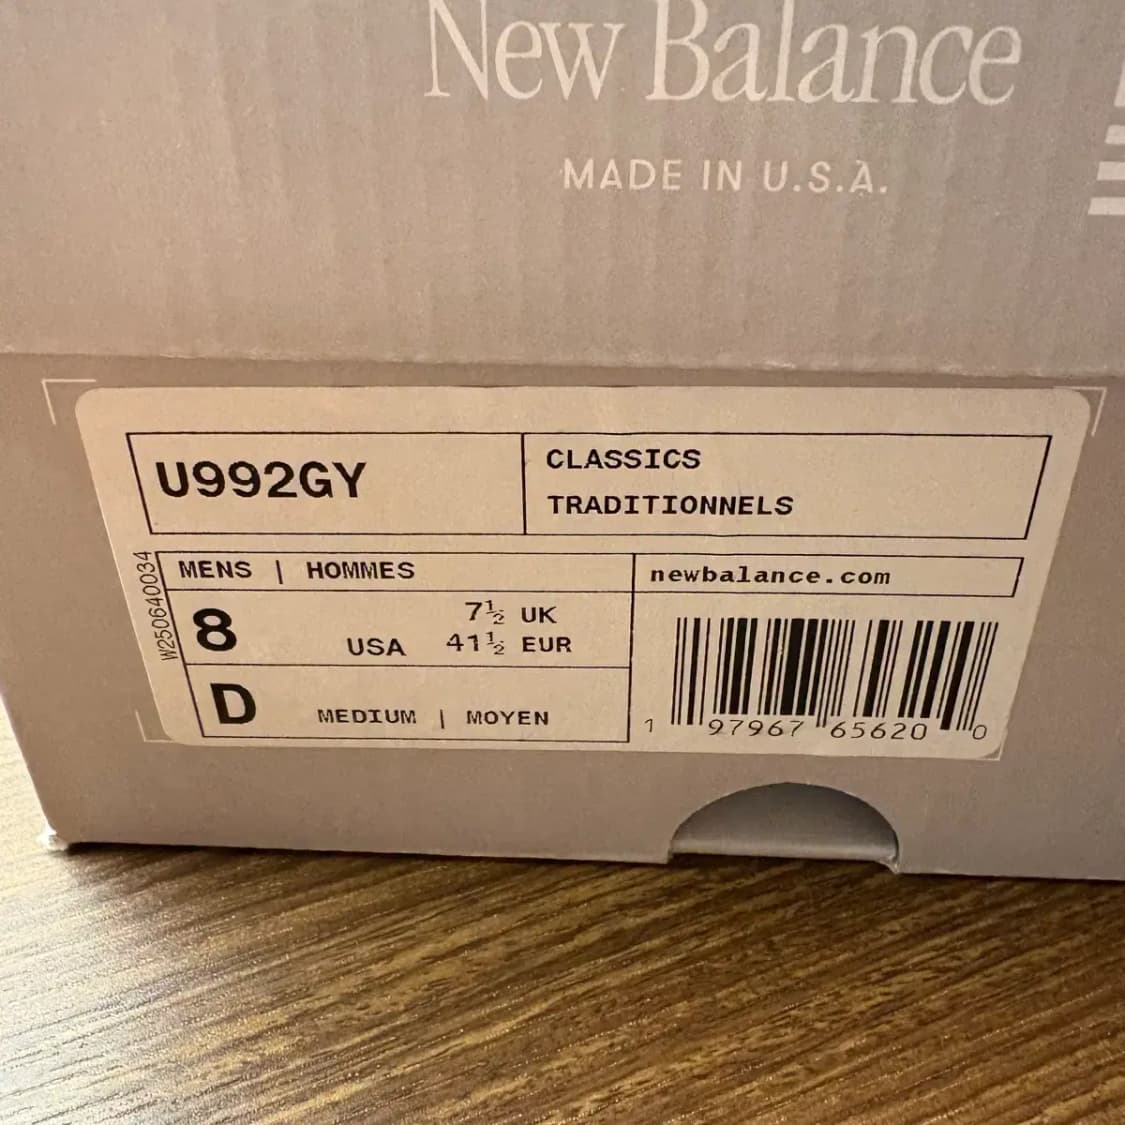 New Balance
MADE IN U.S.A.
U992GY
CLASSICS
TRADITIONNELS
W250640034
MENS | HOMMES
newbalance.com
8 USA 7½ UK
41½ EUR
D MEDIUM | MOYEN
1 97967 65620 0